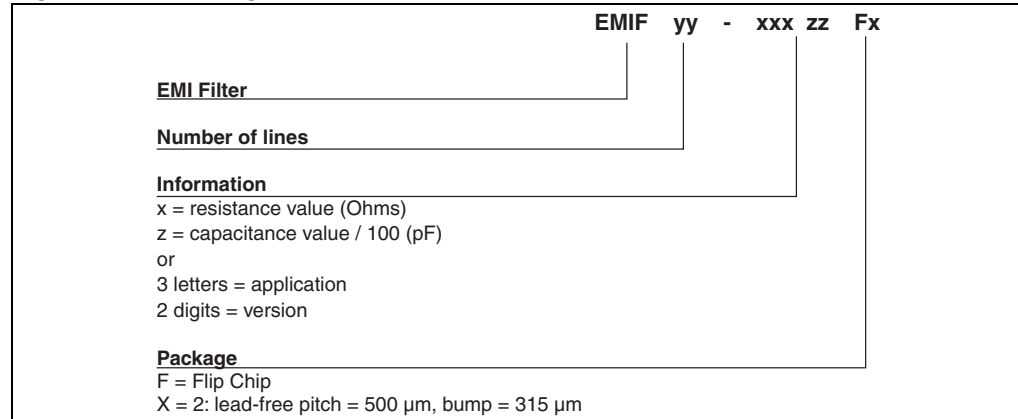 EMIF yy - xxx zz Fx
EMI Filter
Number of lines
Information
x = resistance value (Ohms)
z = capacitance value / 100 (pF)
or
3 letters = application
2 digits = version
Package
F = Flip Chip
X = 2: lead-free pitch = 500 µm, bump = 315 µm